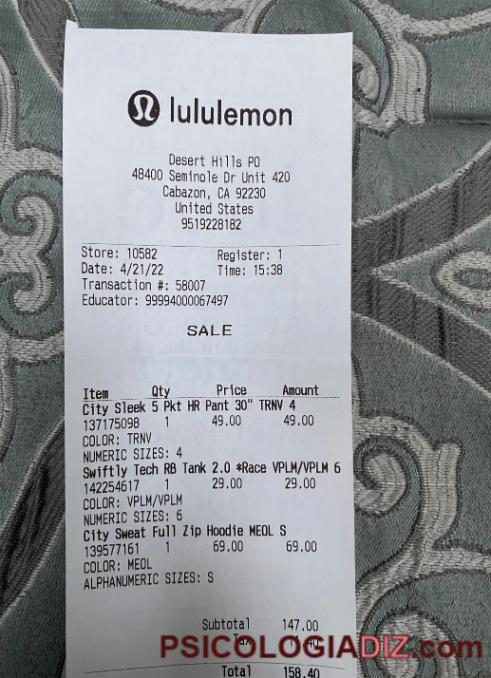 lululemon
Desert Hills PO
48400 Seminole Dr Unit 420
Cabazon, CA 92230
United States
9519228182
Store: 10582 Register: 1
Date: 4/21/22 Time: 15:38
Transaction #: 58007
Educator: 99994000067497
SALE
Item Qty Price Amount
City Sleek 5 Pkt HR Pant 30" TRNV 4
137175098 1 49.00 49.00
COLOR: TRNV
NUMERIC SIZES: 4
Swiftly Tech RB Tank 2.0 *Race VPLM/VPLM 6
142254617 1 29.00 29.00
COLOR: VPLM/VPLM
NUMERIC SIZES: 6
City Sweat Full Zip Hoodie MEOL S
139577161 1 69.00 69.00
COLOR: MEOL
ALPHANUMERIC SIZES: S
Subtotal 147.00
Tax
Total 158.40
PSICOLOGIADIZ.com